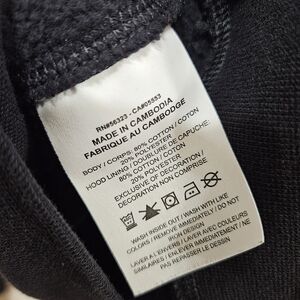 RN#56323 - CA#05553
MADE IN CAMBODIA
FABRIQUE AU CAMBODGE
BODY / CORPS: 80% COTTON / COTON
20% POLYESTER
HOOD LINING / DOUBLURE DE CAPUCHE:
80% COTTON / COTON
20% POLYESTER
EXCLUSIVE OF DECORATION /
DECORATION NON COMPRISE
WASH INSIDE OUT / WASH WITH LIKE
COLORS / REMOVE IMMEDIATELY / DO NOT
IRON DESIGN
LAVER A L'ENVERS / LAVER AVEC COULEURS
SIMILAIRES / ENLEVER IMMEDIATEMENT / NE
PAS REPASSER LE DESSIN